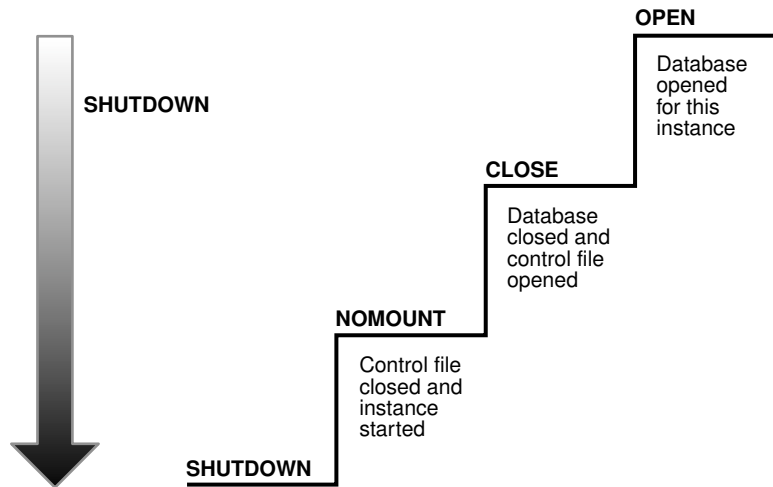 OPEN
Database
opened
for this
instance
SHUTDOWN
CLOSE
Database
closed and
control file
opened
NOMOUNT
Control file
closed and
instance
started
SHUTDOWN